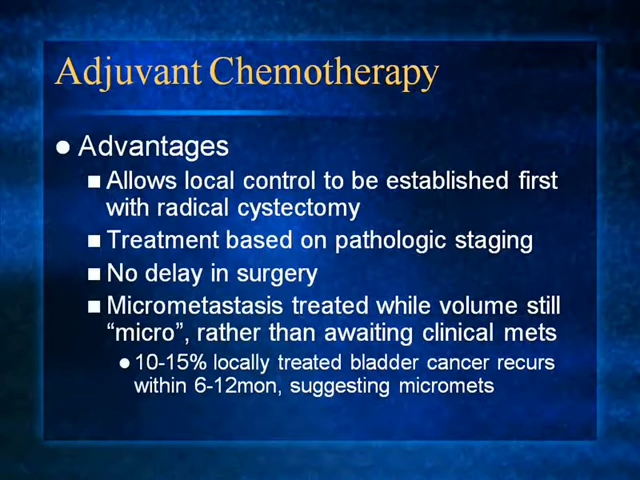 Adjuvant Chemotherapy
Advantages
Allows local control to be established first
with radical cystectomy
Treatment based on pathologic staging
No delay in surgery
Micrometastasis treated while volume still
“micro”, rather than awaiting clinical mets
10-15% locally treated bladder cancer recurs
within 6-12mon, suggesting micromets